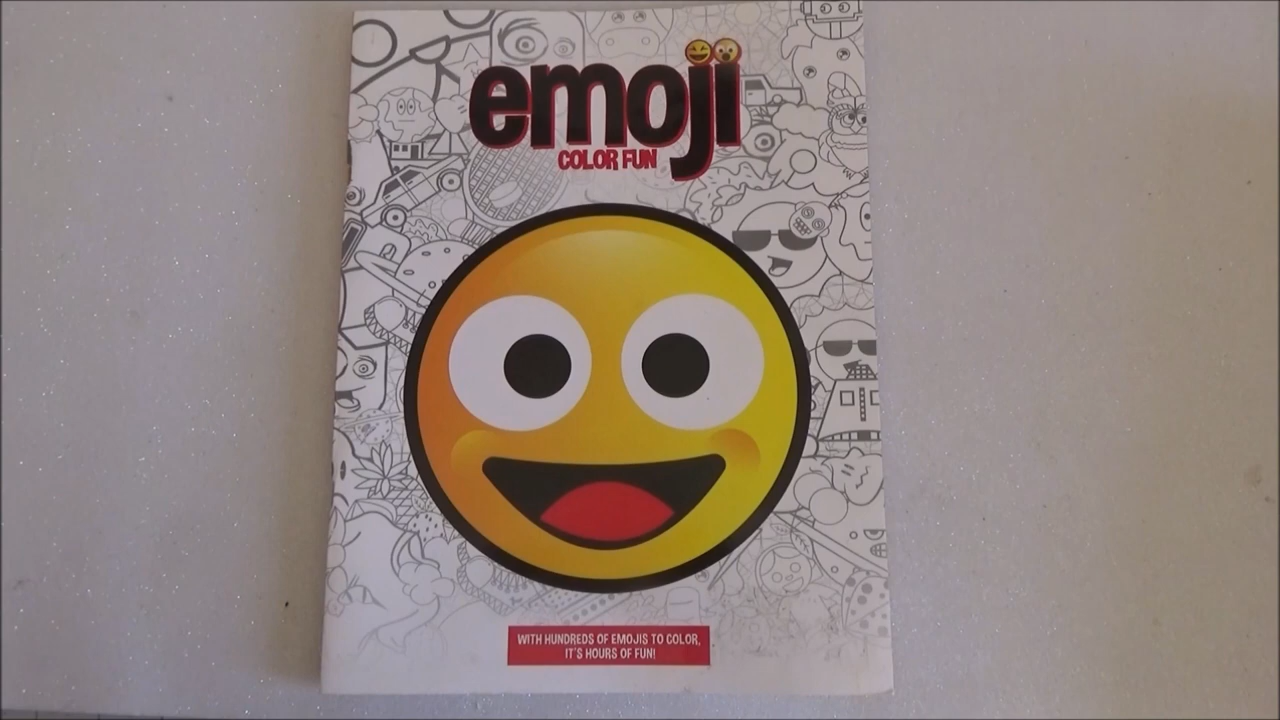 emoji
COLOR FUN
WITH HUNDREDS OF EMOJIS TO COLOR,
IT'S HOURS OF FUN!